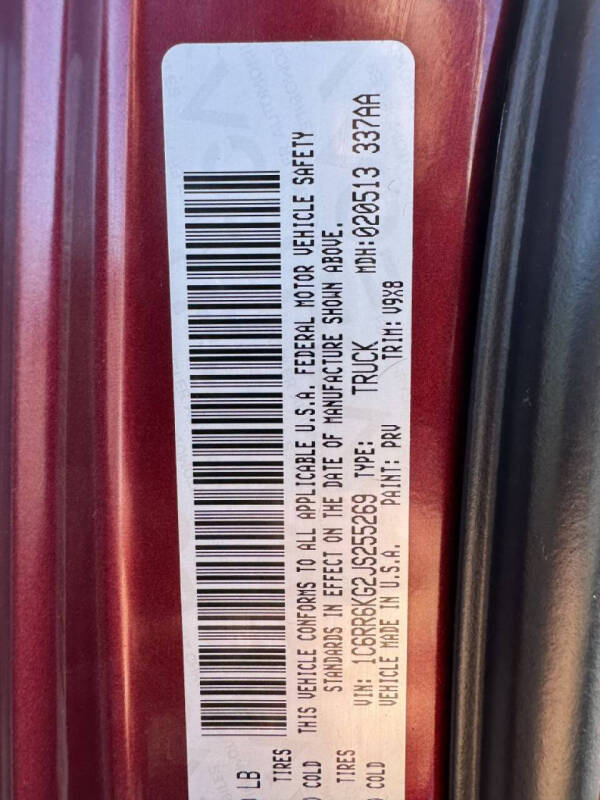 LB
TIRES
COLD
TIRES
COLD
THIS VEHICLE CONFORMS TO ALL APPLICABLE U.S.A. FEDERAL MOTOR VEHICLE SAFETY
STANDARDS IN EFFECT ON THE DATE OF MANUFACTURE SHOWN ABOVE.
VIN: 1C6RR6KG2JS255269 TYPE: TRUCK MDH:020513 337AA
VEHICLE MADE IN U.S.A. PAINT: PRV TRIM: V9X8